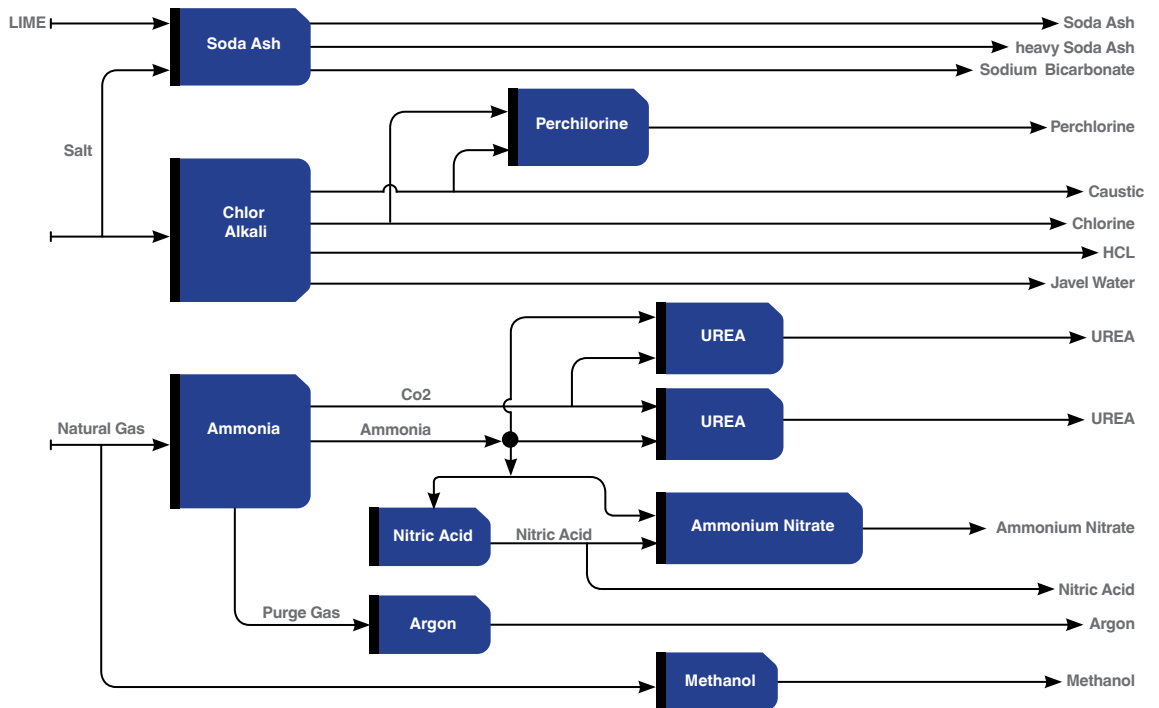 LIME
Soda Ash
Soda Ash
heavy Soda Ash
Sodium Bicarbonate
Salt
Perchilorine
Perchlorine
Chlor
Alkali
Caustic
Chlorine
HCL
Javel Water
UREA
UREA
Natural Gas
Ammonia
Co2
Ammonia
UREA
UREA
Nitric Acid
Nitric Acid
Ammonium Nitrate
Ammonium Nitrate
Nitric Acid
Purge Gas
Argon
Argon
Methanol
Methanol